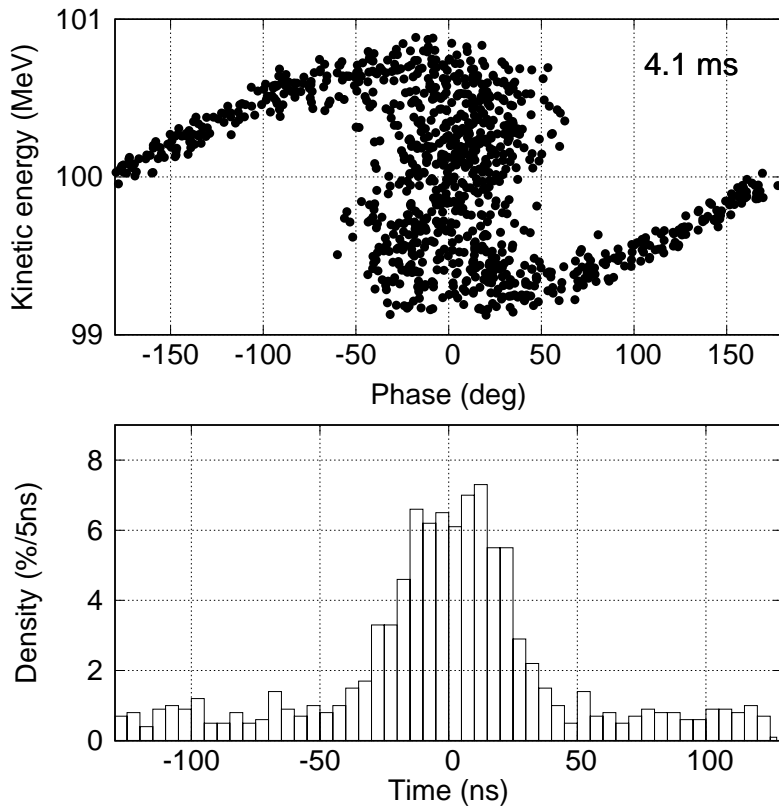 101
4.1 ms
Kinetic energy (MeV)
100
99
-150 -100 -50 0 50 100 150
Phase (deg)
8
Density (%/5ns)
6
4
2
0
-100 -50 0 50 100
Time (ns)